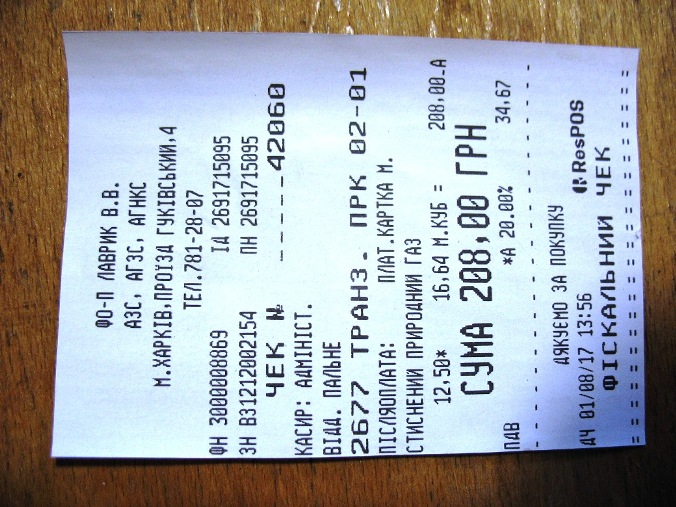 ФО-П ЛАВРИК В.В.
АЗС, АГЗС, АГНКС
М.ХАРКІВ.ПРОЇЗД ГУКІВСЬКИЙ,4
ТЕЛ.781-28-07
ФН 3000008869 ІД 2691715095
ЗН ВЗ1212002154 ПН 2691715095
ЧЕК № -----42060
КАСИР: АДМІНІСТ.
ВІДД. ПАЛЬНЕ
2677 ТРАНЗ. ПРК 02-01
ПІСЛЯОПЛАТА: ПЛАТ.КАРТКА М.
СТИСНЕНИЙ ПРИРОДНИЙ ГАЗ
12,50* 16,64 М.КУБ = 208,00-А
СУМА 208,00 ГРН
ПДВ *А 20.00% 34,67
ДЯКУЄМО ЗА ПОКУПКУ
ДЧ 01/08/17 13:56 ResPOS
ФІСКАЛЬНИЙ ЧЕК